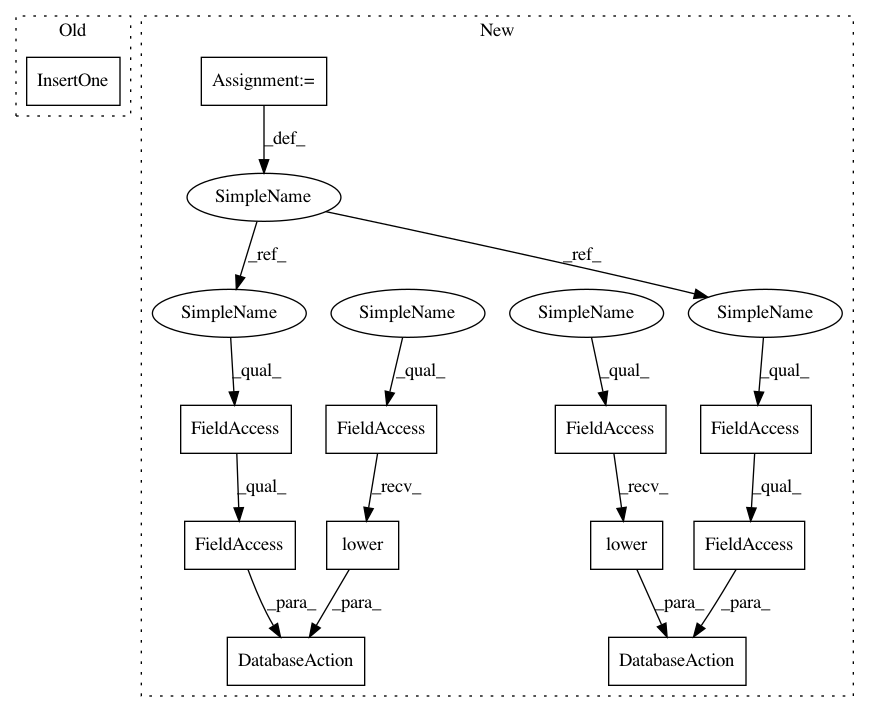 Old
New
InsertOne
Assignment:=
_def_
SimpleName
_ref_
_ref_
SimpleName
SimpleName
SimpleName
SimpleName
_qual_
_qual_
_qual_
_qual_
FieldAccess
FieldAccess
FieldAccess
FieldAccess
_qual_
_recv_
_recv_
_qual_
FieldAccess
lower
lower
FieldAccess
_para_
_para_
_para_
_para_
DatabaseAction
DatabaseAction